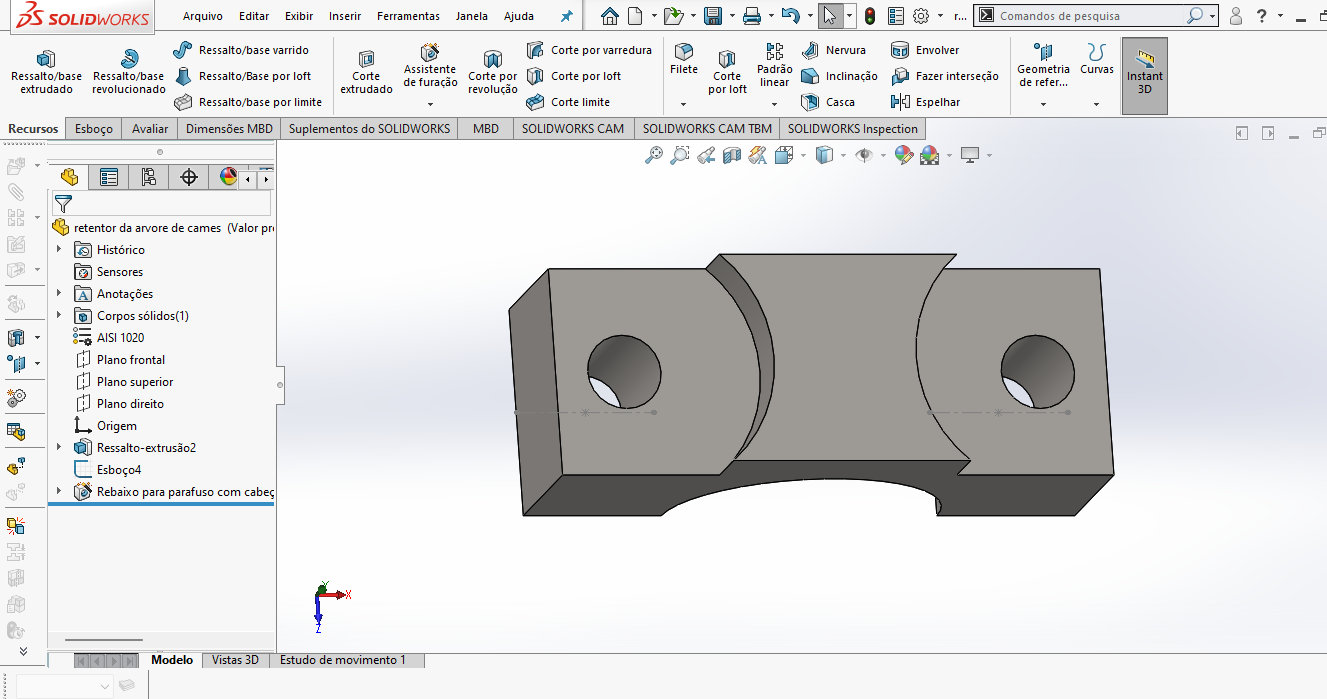 SOLIDWORKS
Arquivo Editar Exibir Inserir Ferramentas Janela Ajuda
r...
Comandos de pesquisa
?
Ressalto/base extrudado
Ressalto/base revolucionado
Ressalto/base varrido
Ressalto/Base por loft
Ressalto/base por limite
Corte extrudado
Assistente de furação
Corte por revolução
Corte por varredura
Corte por loft
Corte limite
Filete
Corte por loft
Padrão linear
Nervura
Inclinação
Casca
Envolver
Fazer interseção
Espelhar
Geometria de refer...
Curvas
Instant 3D
Recursos Esboço Avaliar Dimensões MBD Suplementos do SOLIDWORKS MBD SOLIDWORKS CAM SOLIDWORKS CAM TBM SOLIDWORKS Inspection
retentor da arvore de cames (Valor pr
Histórico
Sensores
Anotações
Corpos sólidos(1)
AISI 1020
Plano frontal
Plano superior
Plano direito
Origem
Ressalto-extrusão2
Esboço4
Rebaixo para parafuso com cabeç
Y
X
Z
Modelo Vistas 3D Estudo de movimento 1